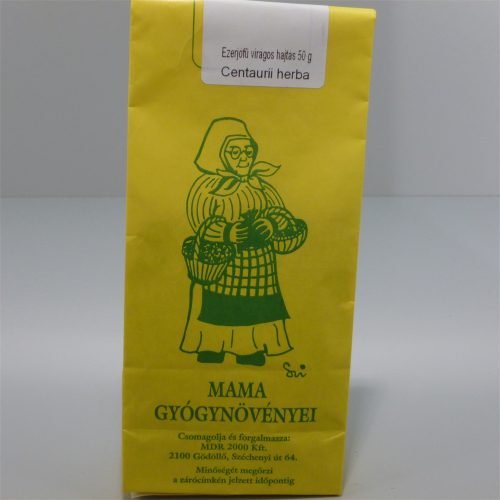 Ezerjófű virágos hajtás 50 g
Centaurii herba
MAMA
GYÓGYNÖVÉNYEI
Csomagolja és forgalmazza:
MDR 2000 Kft.
2100 Gödöllő, Széchenyi út 64.
Minőségét megőrzi
a zárócímkén jelzett időpontig